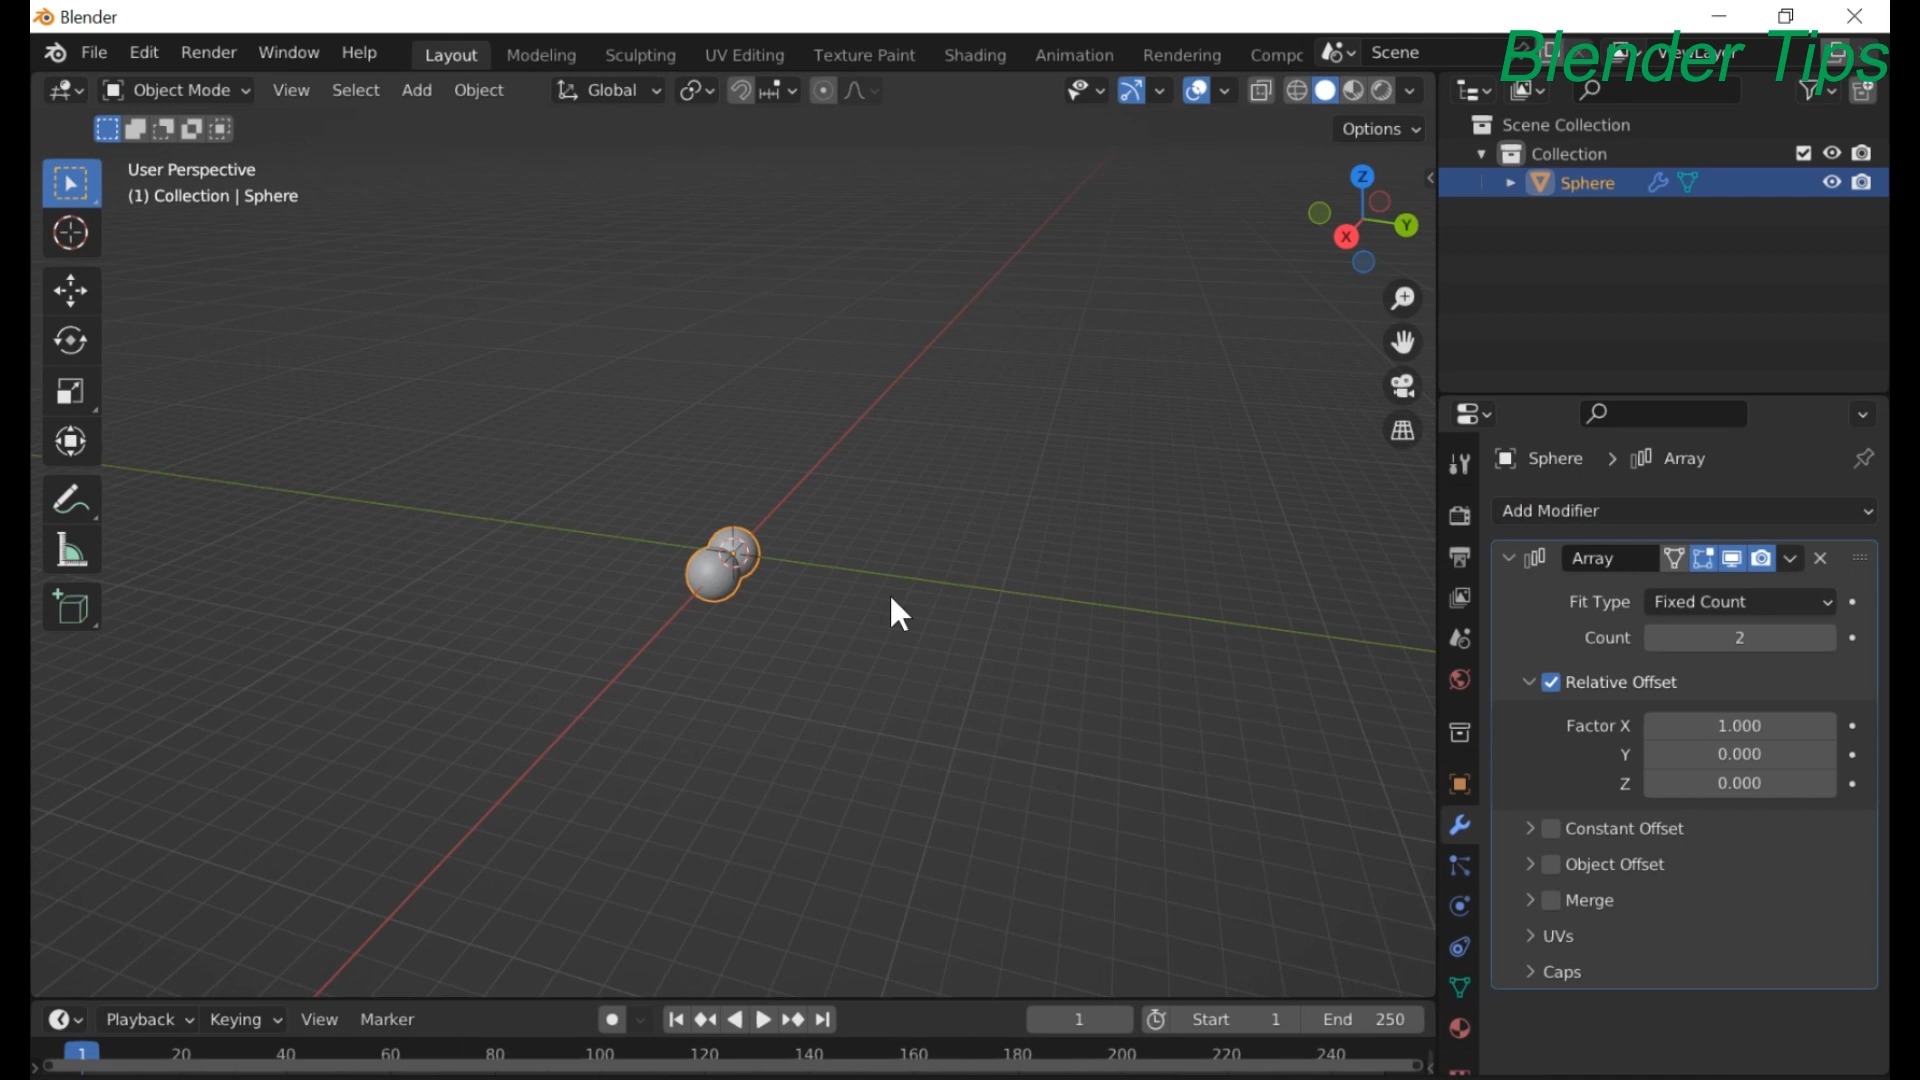 Blender
File Edit Render Window Help Layout Modeling Sculpting UV Editing Texture Paint Shading Animation Rendering Scene ViewLayer
Blender Tips
Object Mode View Select Add Object Global
Options
User Perspective
(1) Collection | Sphere
Z
Y
X
Scene Collection
Collection
Sphere
Sphere > Array
Add Modifier
Array
Fit Type Fixed Count
Count 2
Relative Offset
Factor X 1.000
Y 0.000
Z 0.000
Constant Offset
Object Offset
Merge
UVs
Caps
Playback Keying View Marker 1 Start 1 End 250
1 20 40 60 80 100 120 140 160 180 200 220 240